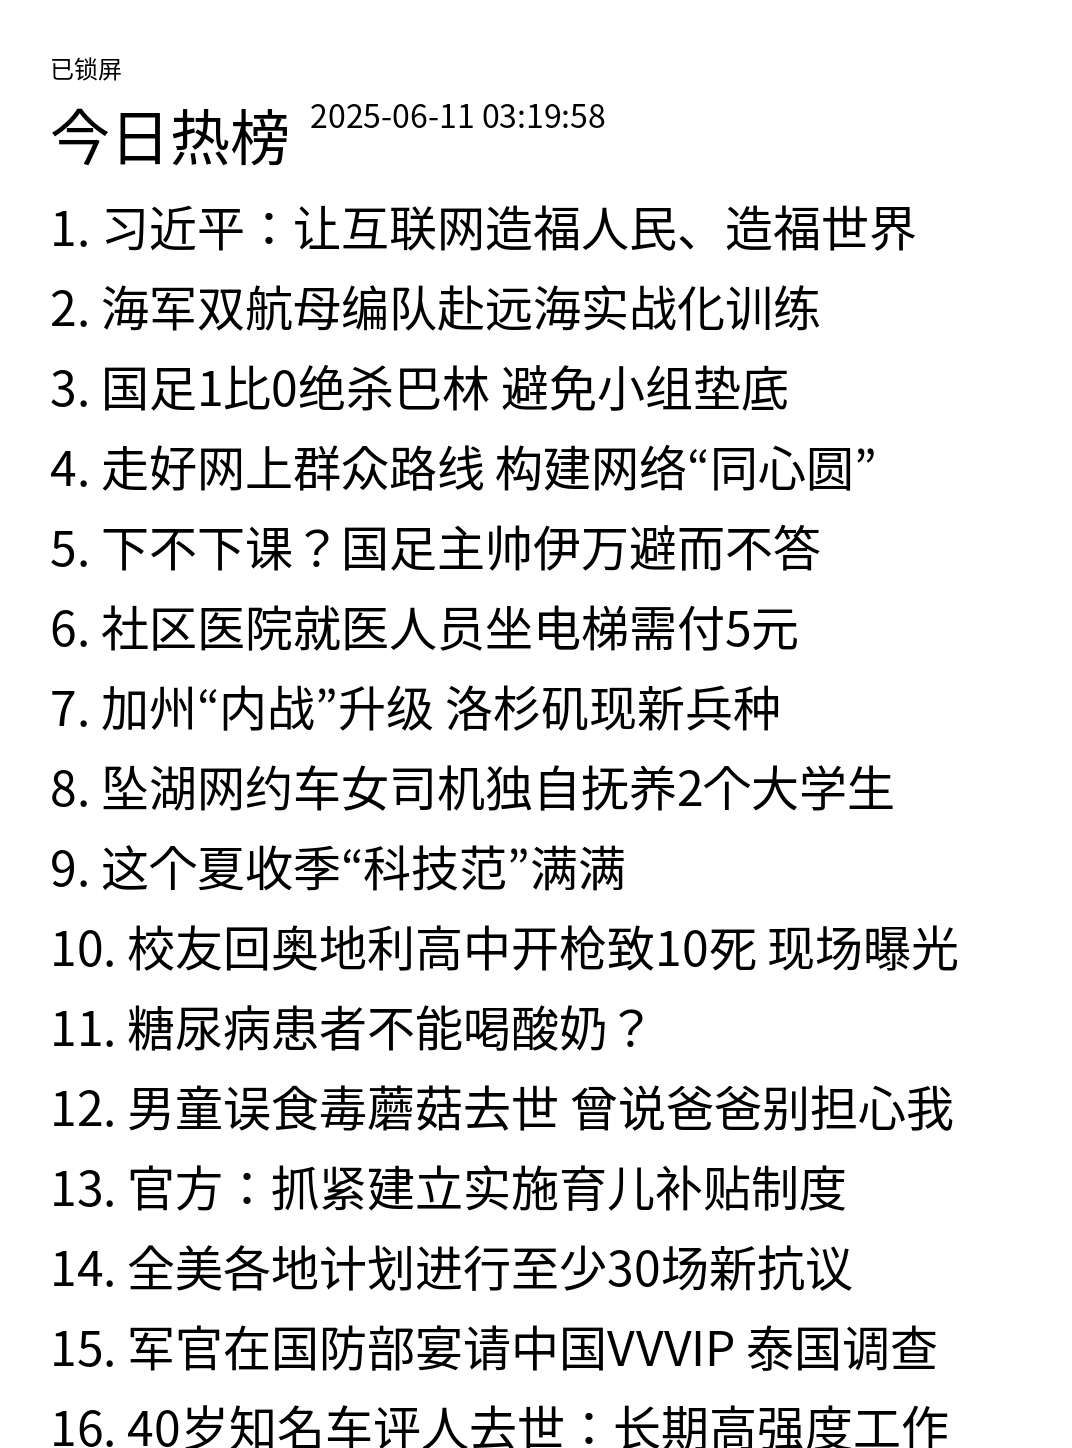 已锁屏
今日热榜 2025-06-11 03:19:58
1. 习近平：让互联网造福人民、造福世界
2. 海军双航母编队赴远海实战化训练
3. 国足1比0绝杀巴林 避免小组垫底
4. 走好网上群众路线 构建网络“同心圆”
5. 下不下课？国足主帅伊万避而不答
6. 社区医院就医人员坐电梯需付5元
7. 加州“内战”升级 洛杉矶现新兵种
8. 坠湖网约车女司机独自抚养2个大学生
9. 这个夏收季“科技范”满满
10. 校友回奥地利高中开枪致10死 现场曝光
11. 糖尿病患者不能喝酸奶？
12. 男童误食毒蘑菇去世 曾说爸爸别担心我
13. 官方：抓紧建立实施育儿补贴制度
14. 全美各地计划进行至少30场新抗议
15. 军官在国防部宴请中国VVVIP 泰国调查
16. 40岁知名车评人去世：长期高强度工作